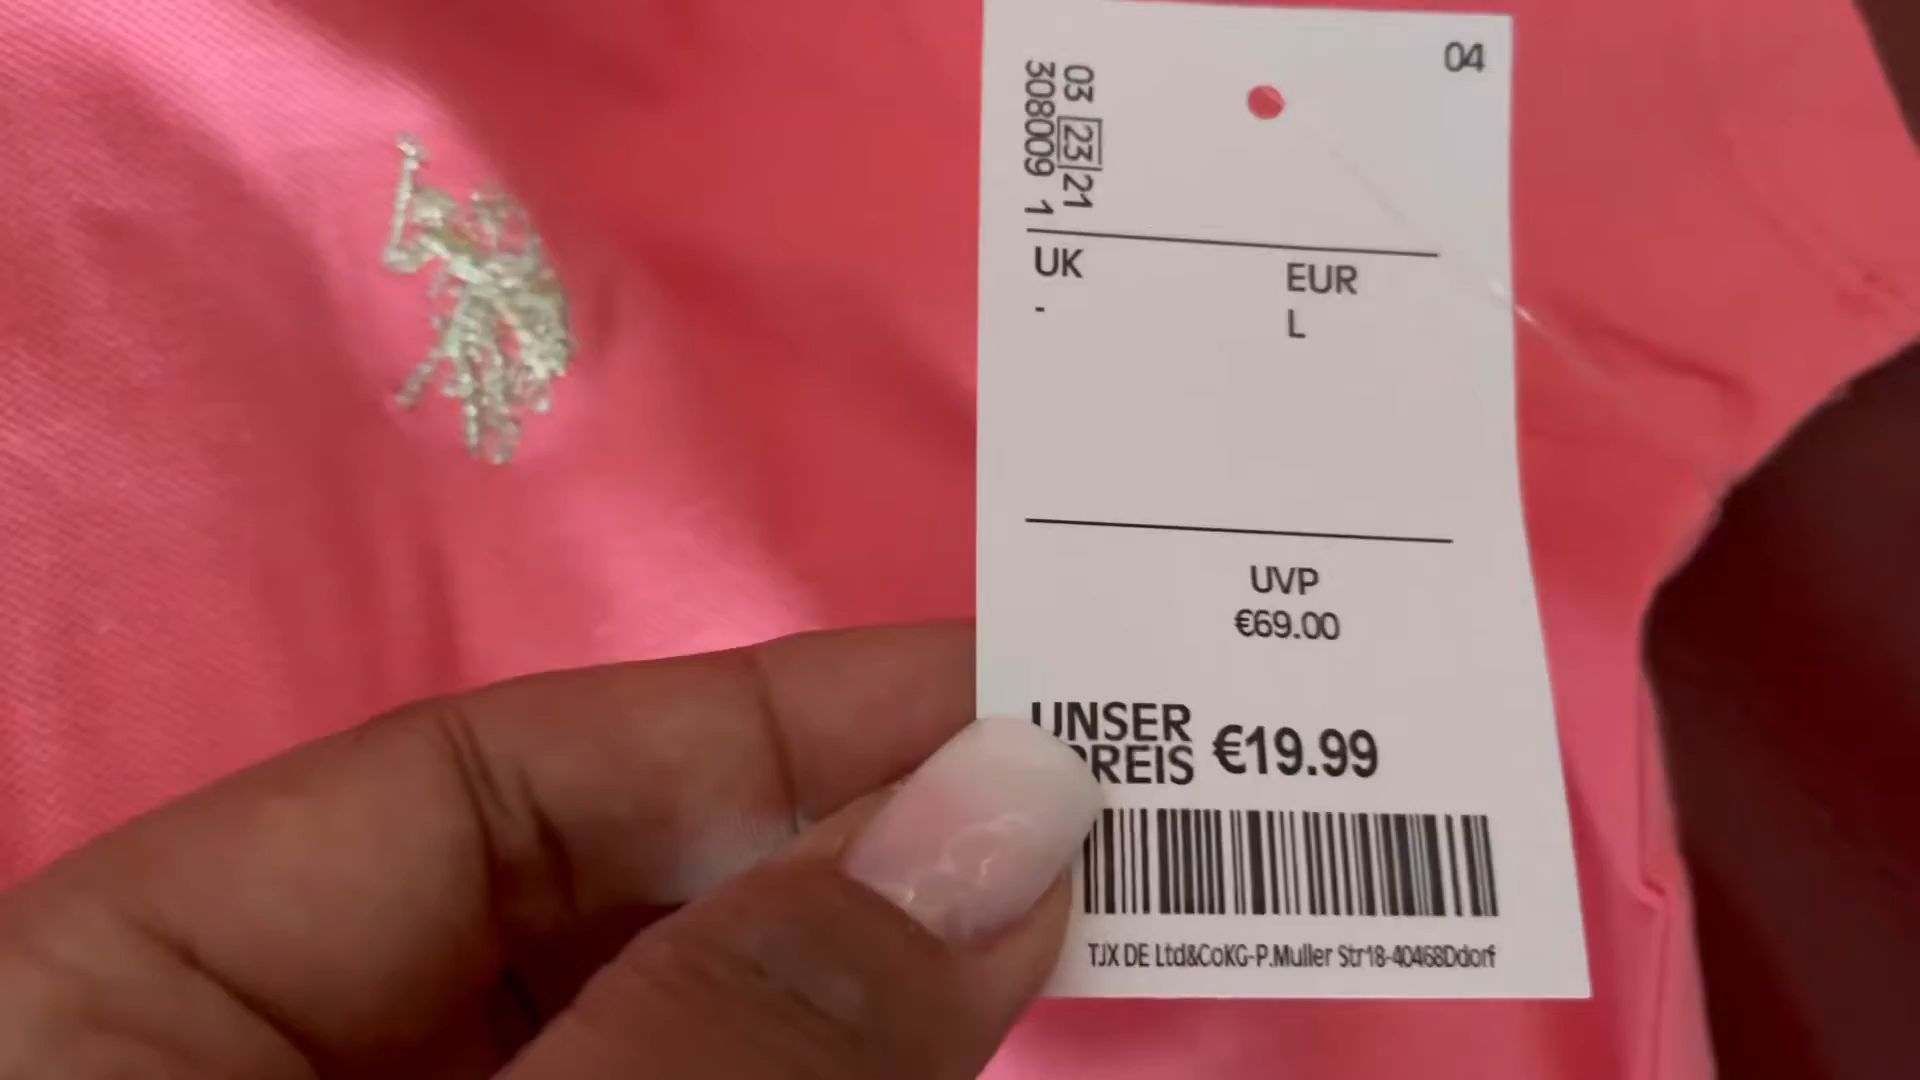 04
03 23 21
308009 1
UK EUR
- L
UVP
€69.00
UNSER
PREIS €19.99
TJX DE Ltd&CoKG-P.Muller Str18-40468Ddorf